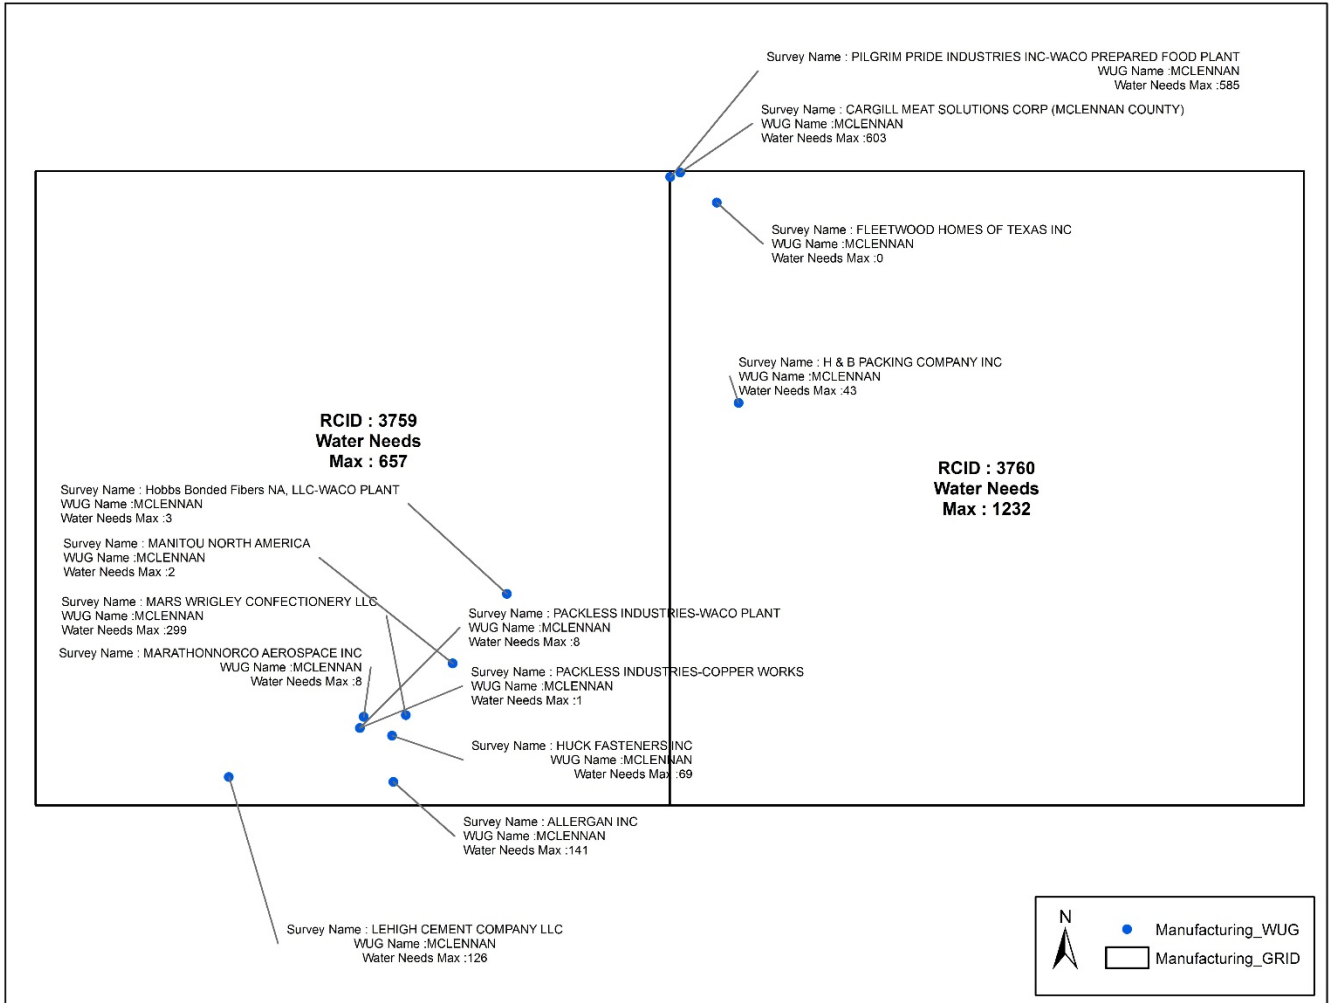 Survey Name : PILGRIM PRIDE INDUSTRIES INC-WACO PREPARED FOOD PLANT
WUG Name :MCLENNAN
Water Needs Max :585
Survey Name : CARGILL MEAT SOLUTIONS CORP (MCLENNAN COUNTY)
WUG Name :MCLENNAN
Water Needs Max :603
Survey Name : FLEETWOOD HOMES OF TEXAS INC
WUG Name :MCLENNAN
Water Needs Max :0
Survey Name : H & B PACKING COMPANY INC
WUG Name :MCLENNAN
Water Needs Max :43
RCID : 3759
Water Needs
Max : 657
RCID : 3760
Water Needs
Max : 1232
Survey Name : Hobbs Bonded Fibers NA, LLC-WACO PLANT
WUG Name :MCLENNAN
Water Needs Max :3
Survey Name : MANITOU NORTH AMERICA
WUG Name :MCLENNAN
Water Needs Max :2
Survey Name : MARS WRIGLEY CONFECTIONERY LLC
WUG Name :MCLENNAN
Water Needs Max :299
Survey Name : MARATHONNORCO AEROSPACE INC
WUG Name :MCLENNAN
Water Needs Max :8
Survey Name : PACKLESS INDUSTRIES-WACO PLANT
WUG Name :MCLENNAN
Water Needs Max :8
Survey Name : PACKLESS INDUSTRIES-COPPER WORKS
WUG Name :MCLENNAN
Water Needs Max :1
Survey Name : HUCK FASTENERS INC
WUG Name :MCLENNAN
Water Needs Max :69
Survey Name : ALLERGAN INC
WUG Name :MCLENNAN
Water Needs Max :141
Survey Name : LEHIGH CEMENT COMPANY LLC
WUG Name :MCLENNAN
Water Needs Max :126
N
Manufacturing_WUG
Manufacturing_GRID